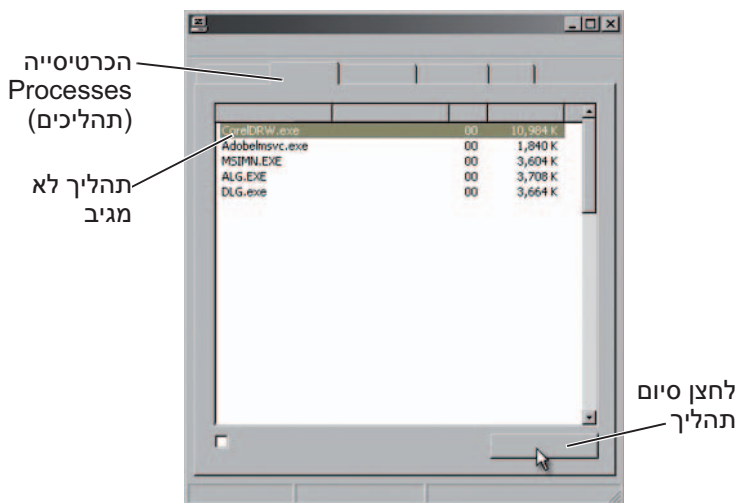 הכרטיסייה
Processes
(תהליכים)
CorelDRW.exe 00 10,984 K
Adobelmsvc.exe 00 1,840 K
MSIMN.EXE 00 3,604 K
ALG.EXE 00 3,708 K
DLG.exe 00 3,664 K
תהליך לא
מגיב
לחצן סיום
תהליך